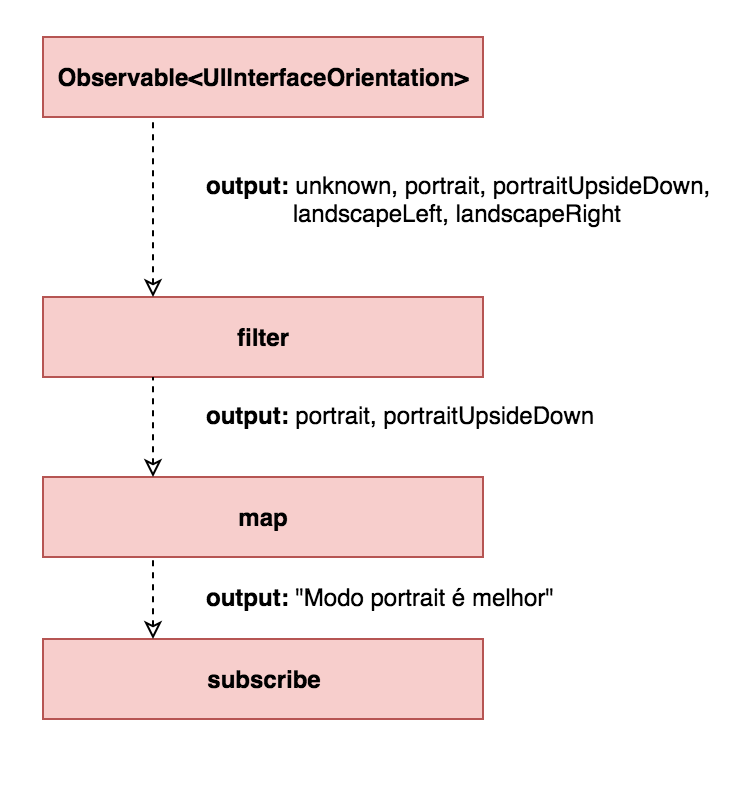 Observable<UIInterfaceOrientation>
output: unknown, portrait, portraitUpsideDown,
landscapeLeft, landscapeRight
filter
output: portrait, portraitUpsideDown
map
output: "Modo portrait é melhor"
subscribe